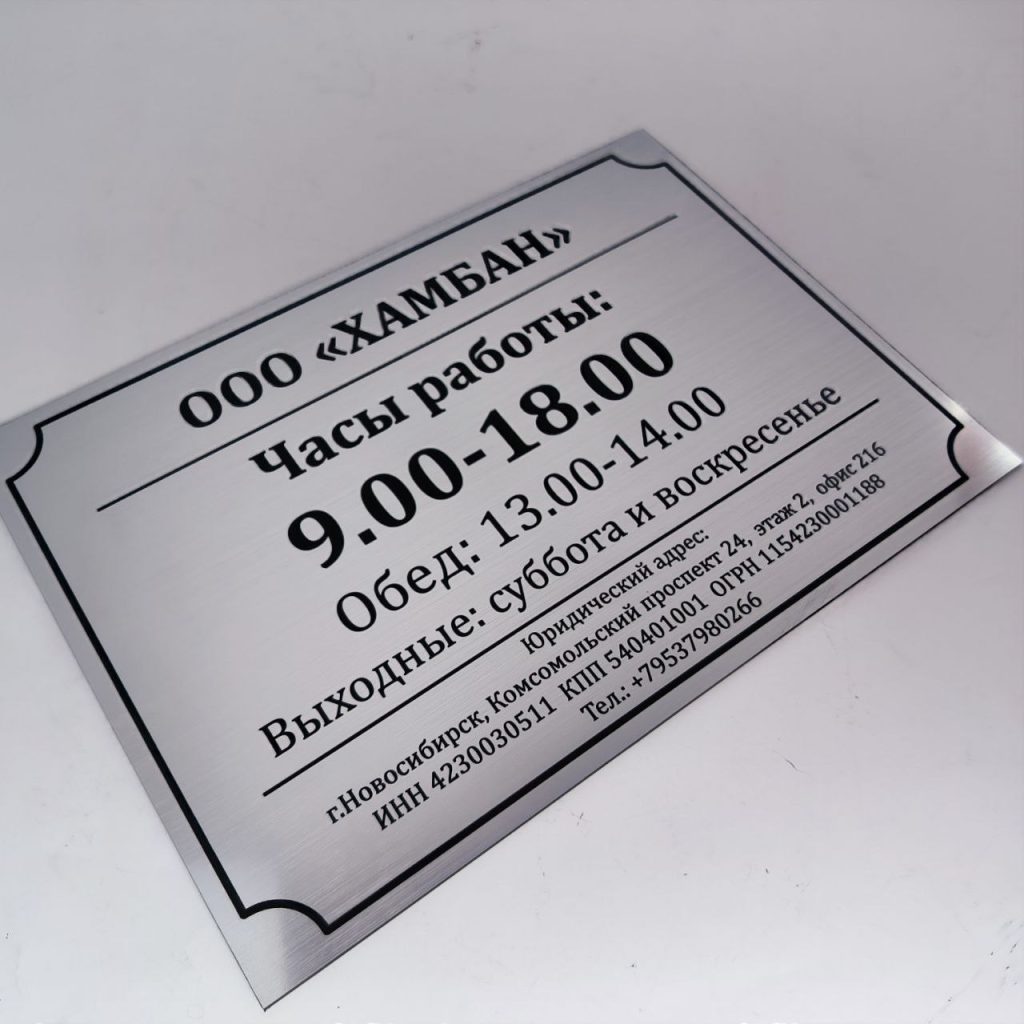 ООО «ХАМБАН»
Часы работы:
9.00-18.00
Обед: 13.00-14.00
Выходные: суббота и воскресенье
Юридический адрес:
г.Новосибирск, Комсомольский проспект 24, этаж 2, офис 216
ИНН 4230030511 КПП 540401001 ОГРН 1154230001188
Тел.: +79537980266